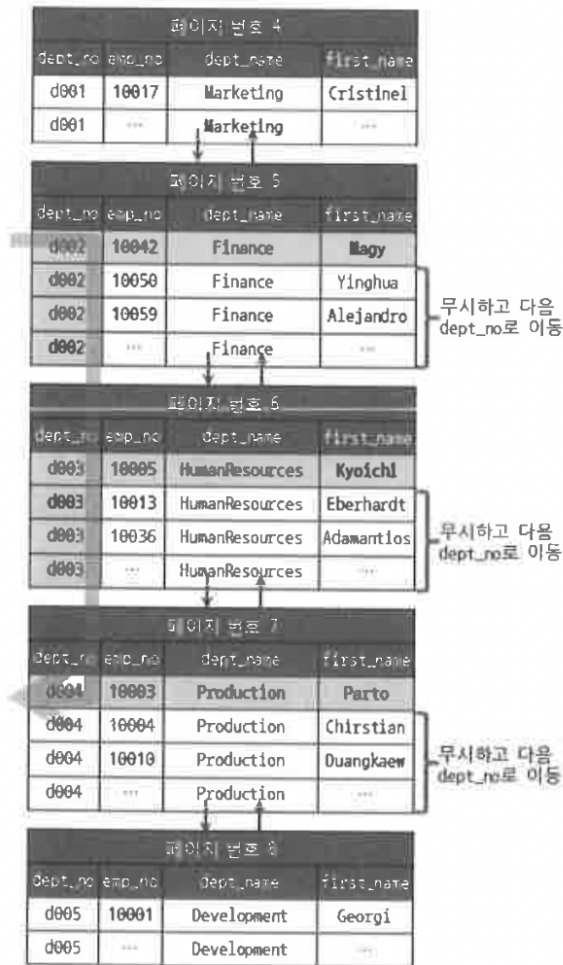 페이지 번호 4
dept_no emp_no dept_name first_name
d001 10017 Marketing Cristinel
d001 ... Marketing ...
페이지 번호 5
dept_no emp_no dept_name first_name
d002 10042 Finance Magy
d002 10050 Finance Yinghua
d002 10059 Finance Alejandro
d002 ... Finance ...
무시하고 다음
dept_no로 이동
페이지 번호 6
dept_no emp_no dept_name first_name
d003 10005 HumanResources Kyoichi
d003 10013 HumanResources Eberhardt
d003 10036 HumanResources Adamantios
d003 ... HumanResources ...
무시하고 다음
dept_no로 이동
페이지 번호 7
dept_no emp_no dept_name first_name
d004 10003 Production Parto
d004 10004 Production Chirstian
d004 10010 Production Duangkaew
d004 ... Production ...
무시하고 다음
dept_no로 이동
페이지 번호 8
dept_no emp_no dept_name first_name
d005 10001 Development Georgi
d005 ... Development ...